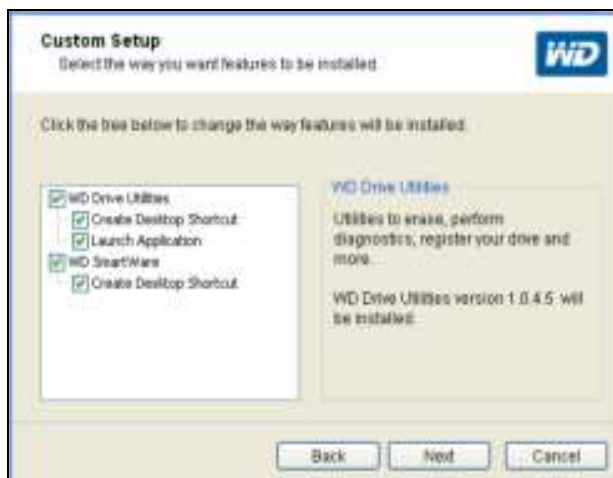 Custom Setup
Select the way you want features to be installed.
WD
Click the tree below to change the way features will be installed.
WD Drive Utilities
Create Desktop Shortcut
Launch Application
WD SmartWare
Create Desktop Shortcut
WD Drive Utilities
Utilities to erase, perform
diagnostics, register your drive and
more.
WD Drive Utilities version 1.0.4.5 will
be installed.
Back
Next
Cancel